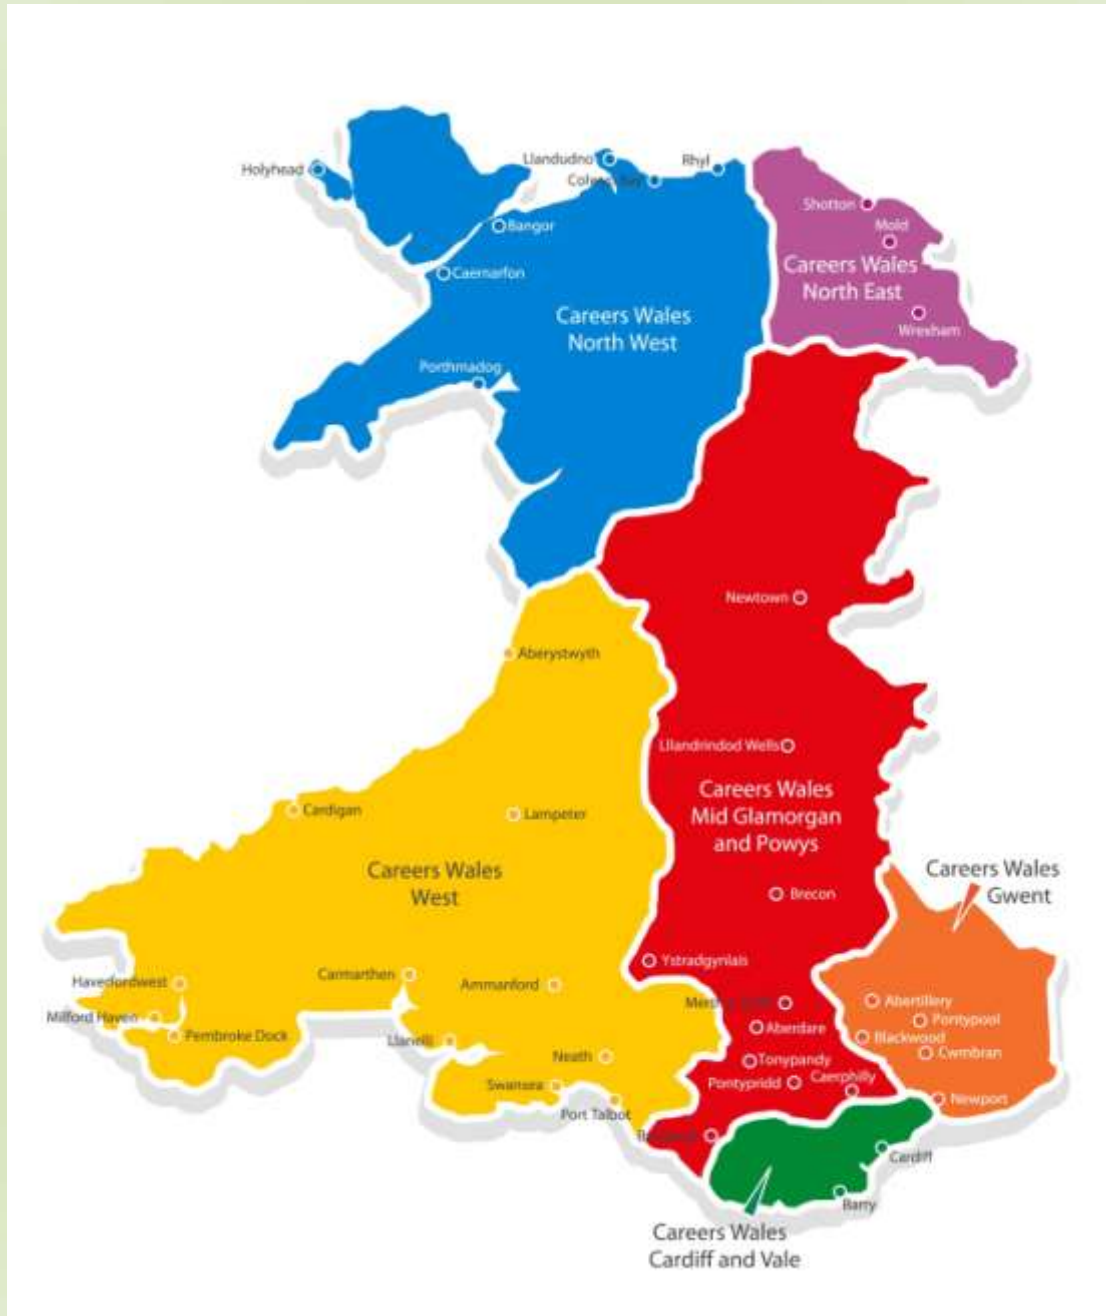 Llandudno
Rhyl
Holyhead
Shotton
Bangor
Mold
Careers Wales
North East
Caernarfon
Careers Wales
North West
Wrexham
Porthmadog
Newtown
Aberystwyth
Lllandrindod Wells
Careers Wales
Mid Glamorgan
and Powys
Cardigan
Lampeter
Careers Wales
West
Careers Wales
Gwent
Brecon
Ystradgynlais
Carmarthen
Ammanford
Haverfordwest
Abertillery
Milford Haven
Pontypool
Aberdare
Pembroke Dock
Blackwood
Llanelli
Cwmbran
Neath
Tonypandy
Caerphilly
Pontypridd
Swansea
Newport
Port Talbot
Cardiff
Barry
Careers Wales
Cardiff and Vale